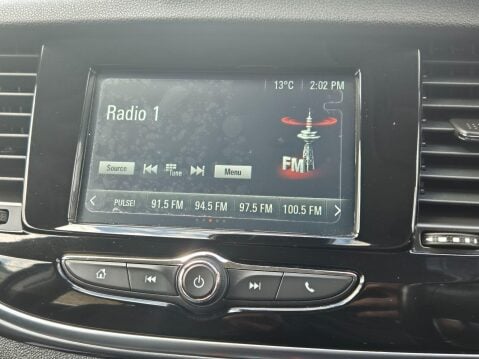 13°C 2:02 PM
Radio 1
FM
Source Tune Menu
PULSE! 91.5 FM 94.5 FM 97.5 FM 100.5 FM